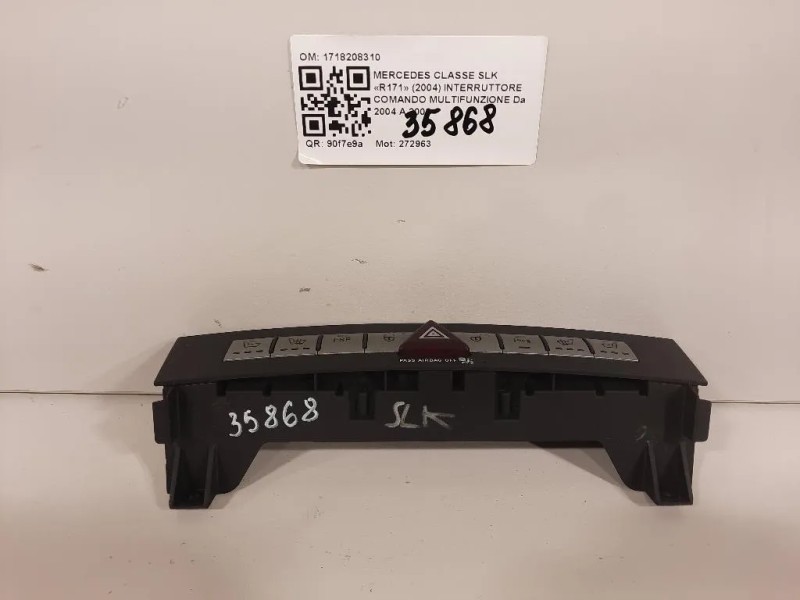 OM: 1718208310
MERCEDES CLASSE SLK
«R171» (2004) INTERRUTTORE
COMANDO MULTIFUNZIONE Da
2004 A
35868
QR: 90f7e9a Mot: 272963
PASS AIRBAG OFF
35868
SLK